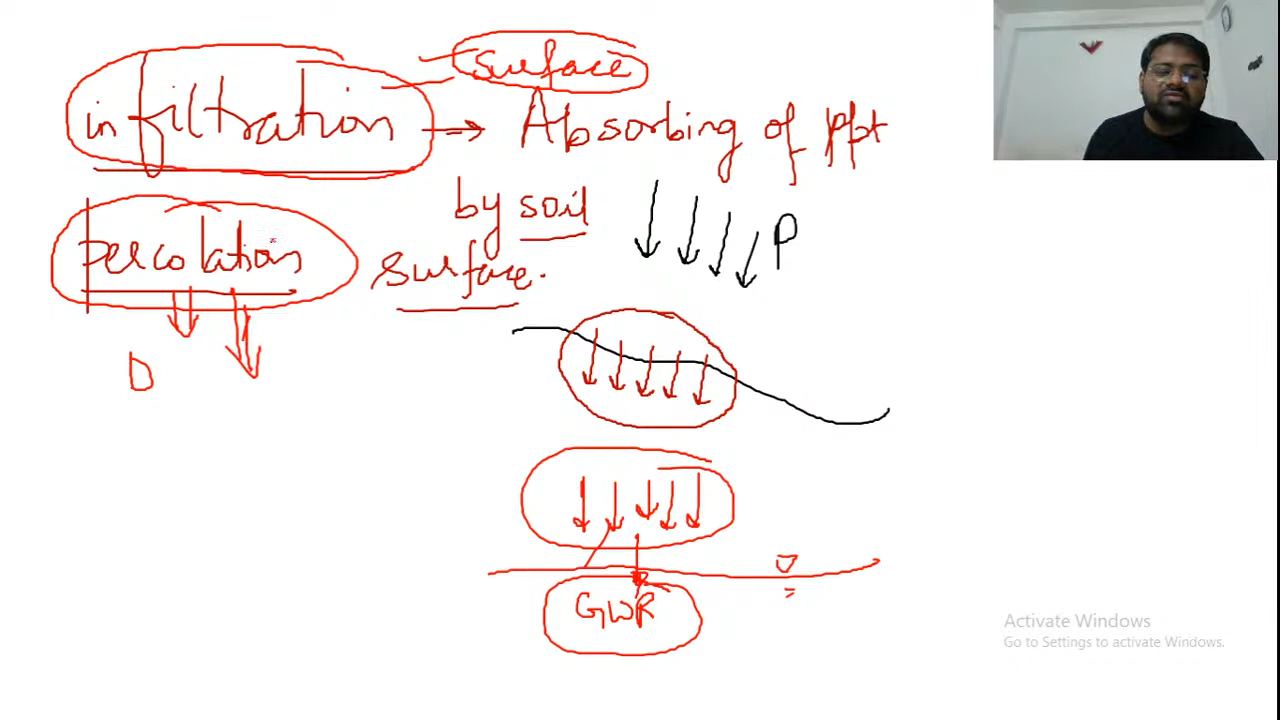 surface
infiltration → Absorbing of ppt
by soil
surface.
percolation
P
D
GWR
Activate Windows
Go to Settings to activate Windows.